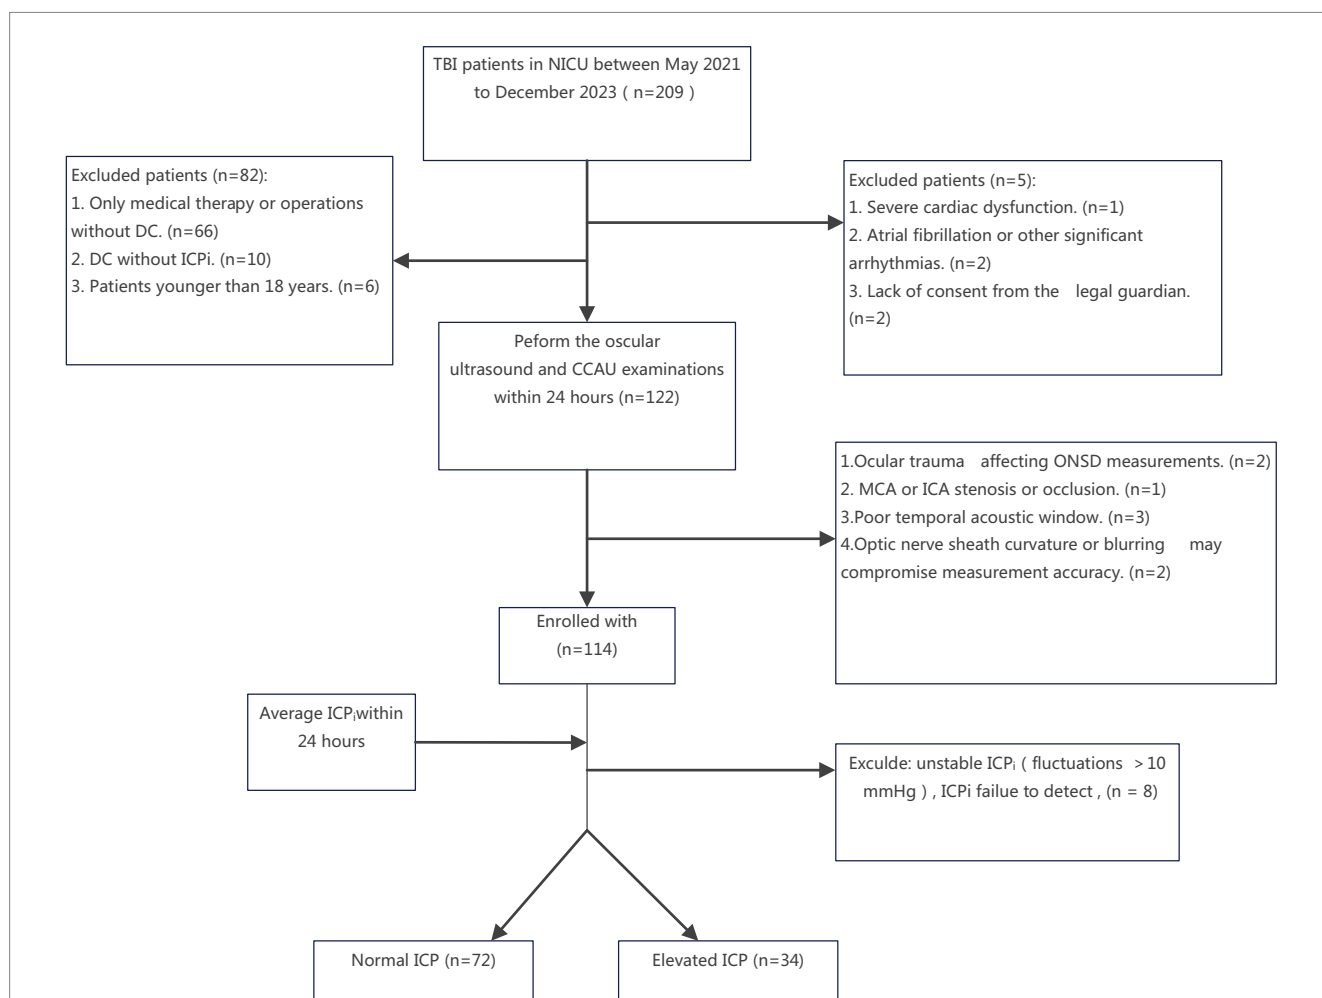 TBI patients in NICU between May 2021
to December 2023 ( n=209 )
Excluded patients (n=82):
1. Only medical therapy or operations
without DC. (n=66)
2. DC without ICPi. (n=10)
3. Patients younger than 18 years. (n=6)
Excluded patients (n=5):
1. Severe cardiac dysfunction. (n=1)
2. Atrial fibrillation or other significant
arrhythmias. (n=2)
3. Lack of consent from the legal guardian.
(n=2)
Peform the oscular
ultrasound and CCAU examinations
within 24 hours (n=122)
1.Ocular trauma affecting ONSD measurements. (n=2)
2. MCA or ICA stenosis or occlusion. (n=1)
3.Poor temporal acoustic window. (n=3)
4.Optic nerve sheath curvature or blurring may
compromise measurement accuracy. (n=2)
Enrolled with
(n=114)
Average ICPᵢwithin
24 hours
Exculde: unstable ICPᵢ ( fluctuations >10
mmHg ) , ICPi failue to detect , (n = 8)
Normal ICP (n=72)
Elevated ICP (n=34)